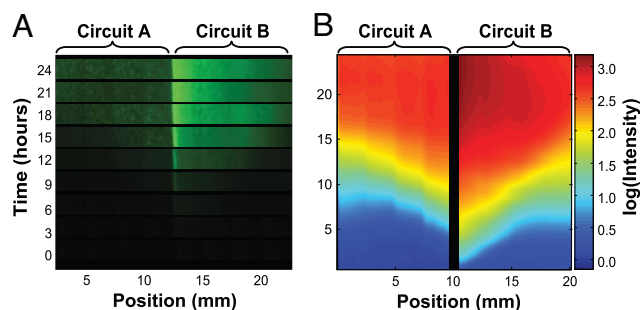 A
Circuit A
Circuit B
Time (hours)
24
21
18
15
12
9
6
3
0
5
10
15
20
Position (mm)
B
Circuit A
Circuit B
20
15
10
5
5
10
15
20
Position (mm)
3.0
2.5
2.0
1.5
1.0
0.5
0.0
log(Intensity)